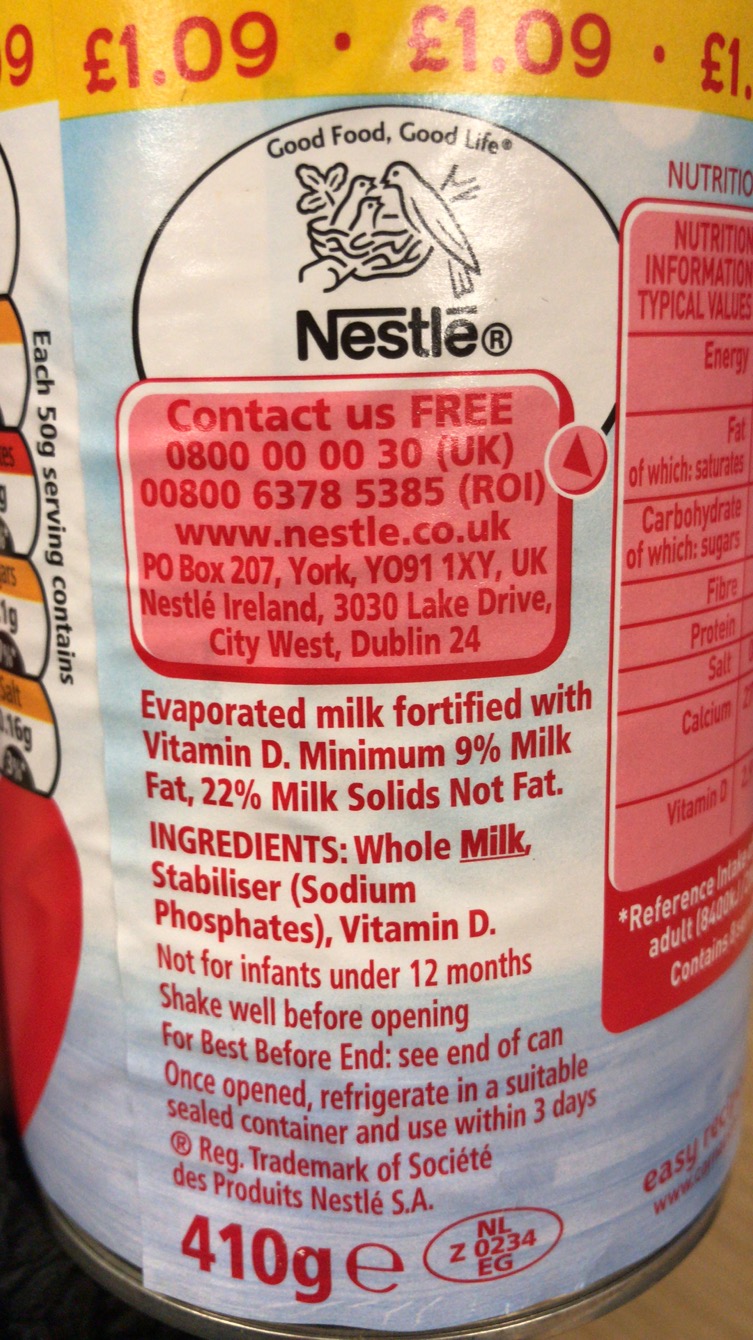 £1.09 • £1.09 •
Good Food, Good Life®
Nestlé®
Contact us FREE
0800 00 00 30 (UK)
00800 6378 5385 (ROI)
www.nestle.co.uk
PO Box 207, York, YO91 1XY, UK
Nestlé Ireland, 3030 Lake Drive,
City West, Dublin 24
Evaporated milk fortified with
Vitamin D. Minimum 9% Milk
Fat, 22% Milk Solids Not Fat.
INGREDIENTS: Whole Milk,
Stabiliser (Sodium
Phosphates), Vitamin D.
Not for infants under 12 months
Shake well before opening
For Best Before End: see end of can
Once opened, refrigerate in a suitable
sealed container and use within 3 days
® Reg. Trademark of Société
des Produits Nestlé S.A.
410g e
NL
Z 0234
EG
Each 50g serving contains
NUTRITION
INFORMATION
TYPICAL VALUES
Energy
Fat
of which: saturates
Carbohydrate
of which: sugars
Fibre
Protein
Salt
Calcium
Vitamin D
*Reference
adult
Contains
easy